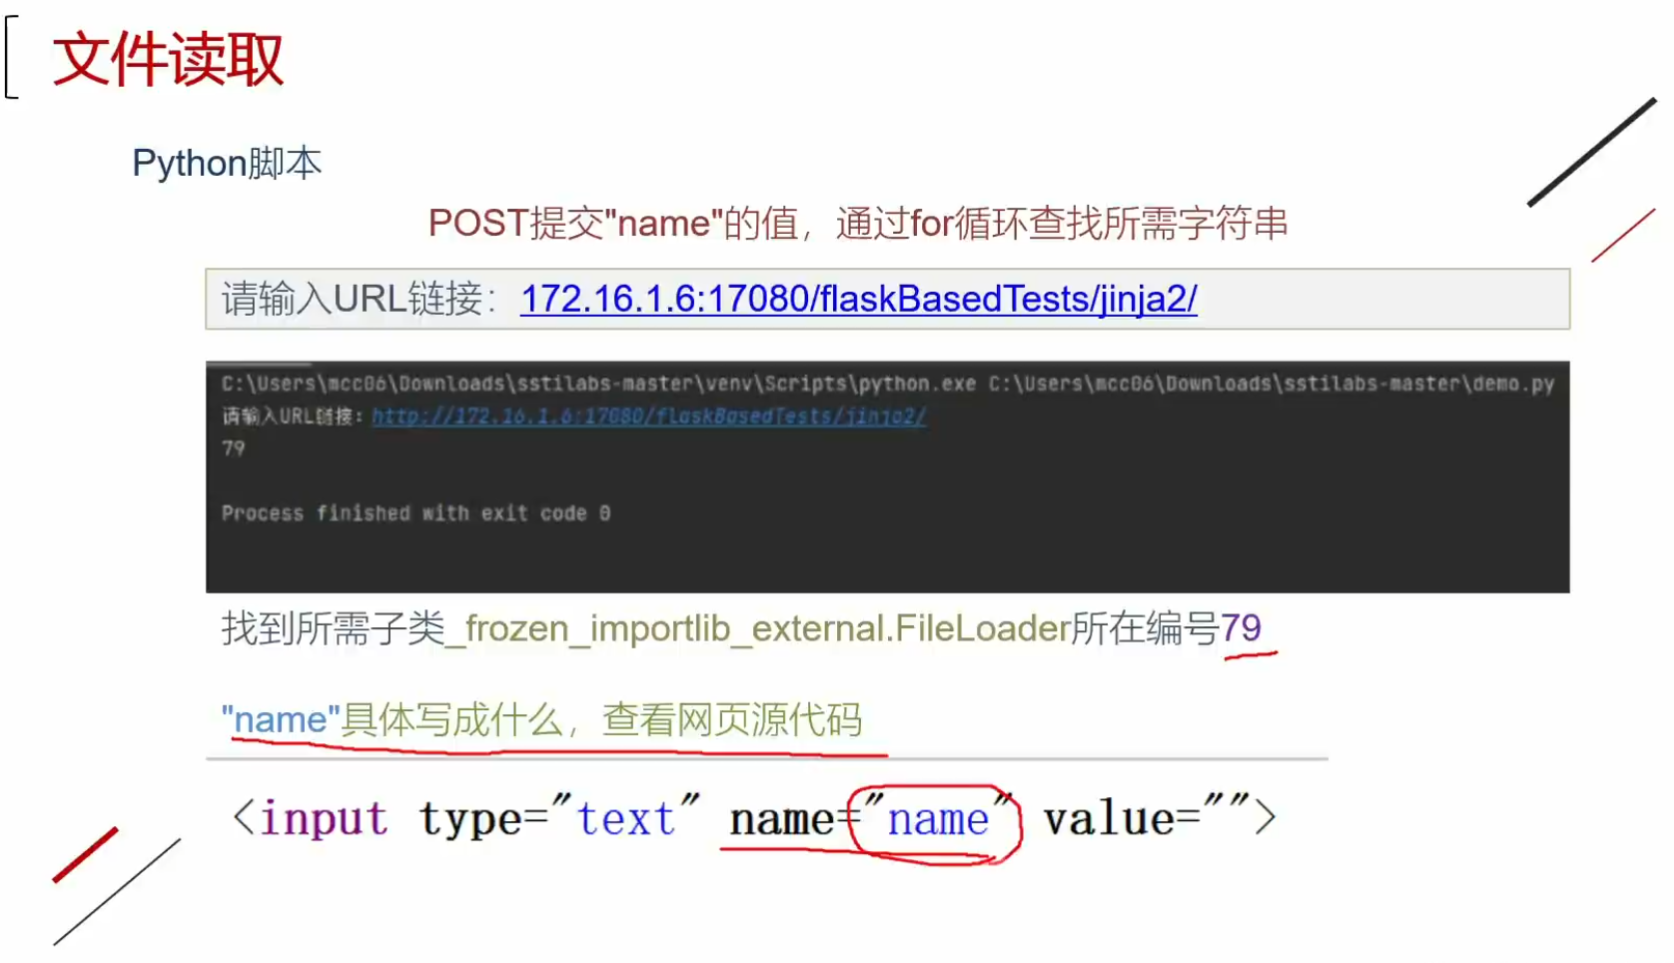 文件读取
Python脚本
POST提交"name"的值，通过for循环查找所需字符串
请输入URL链接：172.16.1.6:17080/flaskBasedTests/jinja2/
C:\Users\mcc06\Downloads\sstilabs-master\venv\Scripts\python.exe C:\Users\mcc06\Downloads\sstilabs-master\demo.py
请输入URL链接：http://172.16.1.6:17080/flaskBasedTests/jinja2/
79
Process finished with exit code 0
找到所需子类_frozen_importlib_external.FileLoader所在编号79
"name"具体写成什么，查看网页源代码
<input type="text" name="name" value="">